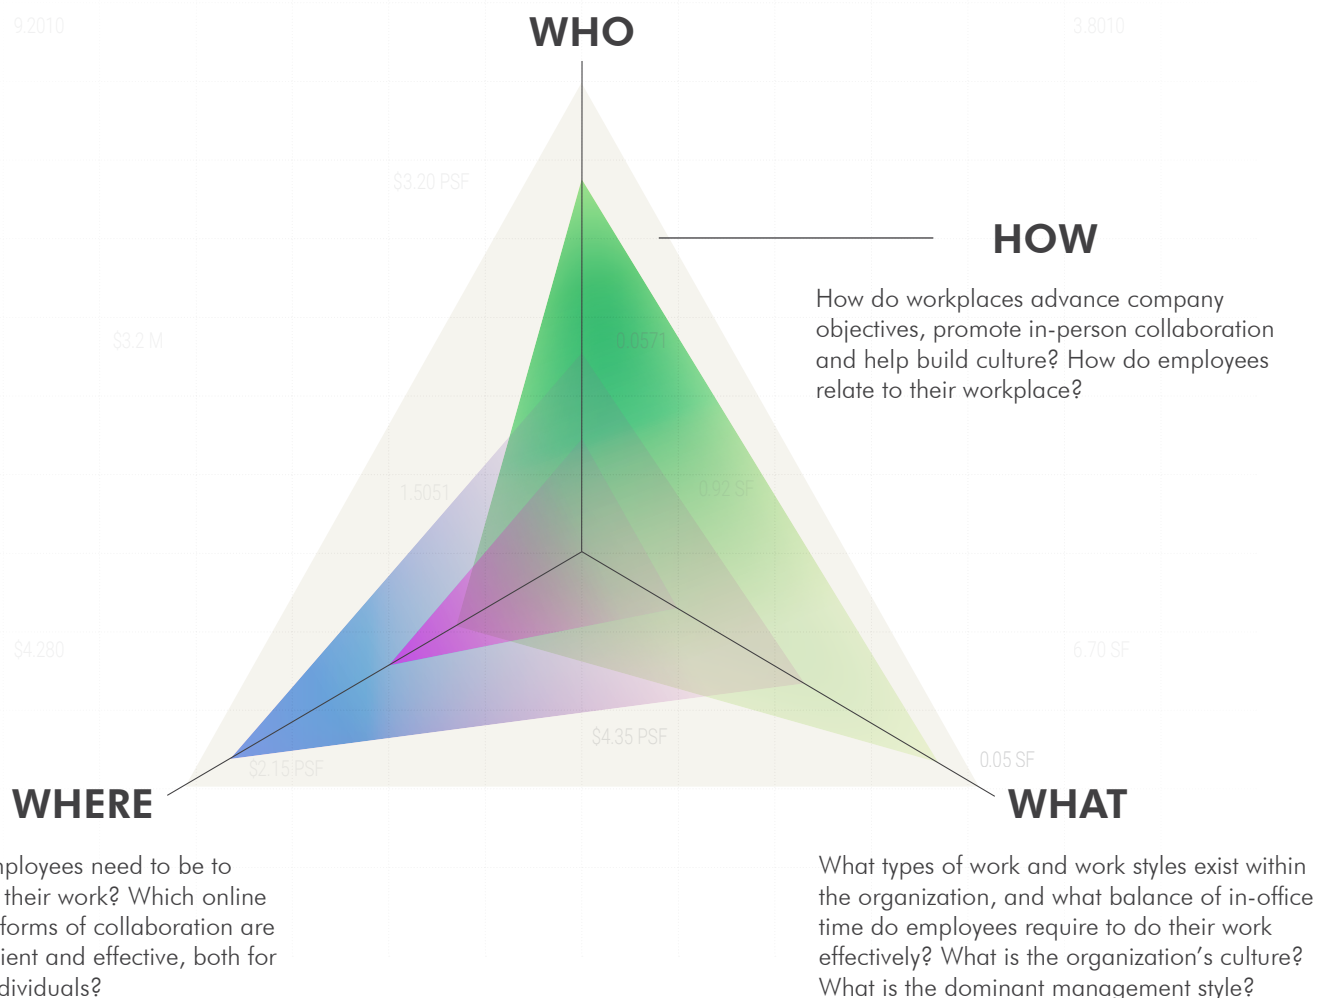 WHO
9.2010
3.8010
$3.20 PSF
HOW
How do workplaces advance company
objectives, promote in-person collaboration
and help build culture? How do employees
relate to their workplace?
$3.2 M
0.0571
1.5051
0.92 SF
$4.280
6.70 SF
$4.35 PSF
$2.15 PSF
0.05 SF
WHERE
employees need to be to
their work? Which online
forms of collaboration are
and effective, both for
WHAT
What types of work and work styles exist within
the organization, and what balance of in-office
time do employees require to do their work
effectively? What is the organization’s culture?
What is the dominant management style?